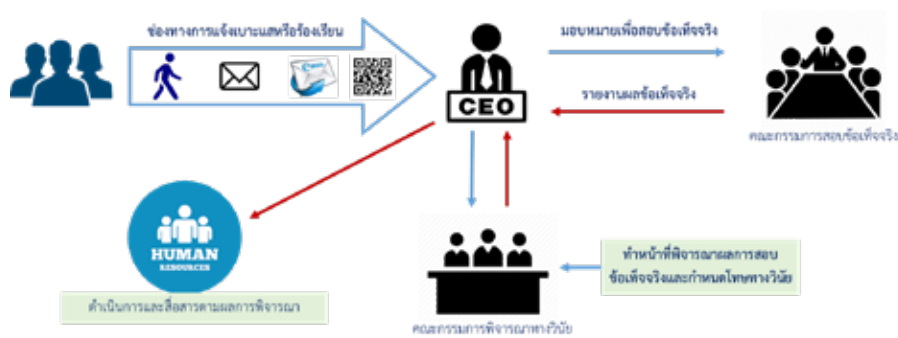 ช่องทางการแจ้งเบาะแสหรือร้องเรียน
มอบหมายเพื่อสอบข้อเท็จจริง
CEO
รายงานผลข้อเท็จจริง
คณะกรรมการสอบข้อเท็จจริง
HUMAN
RESOURCES
ดำเนินการและสื่อสารตามผลการพิจารณา
ทำหน้าที่พิจารณาผลการสอบ
ข้อเท็จจริงและกำหนดโทษทางวินัย
คณะกรรมการพิจารณาทางวินัย